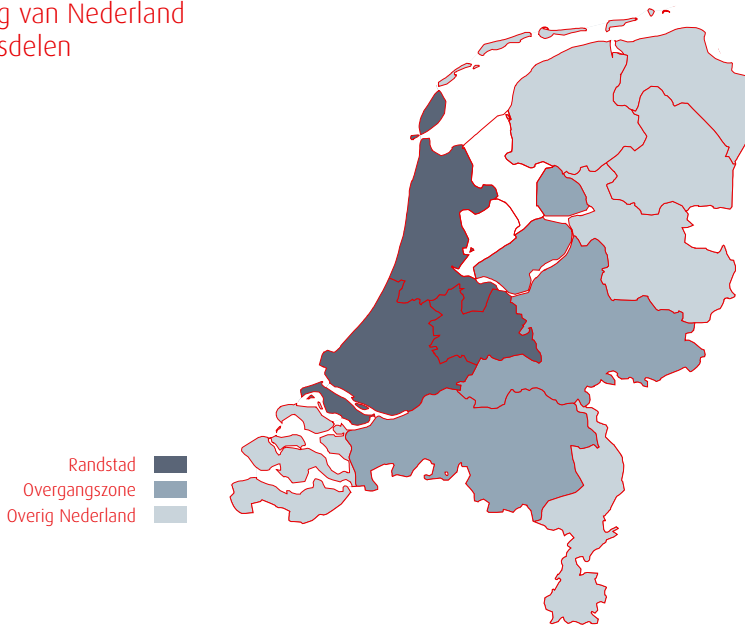 g van Nederland
sdelen
Randstad
Overgangszone
Overig Nederland